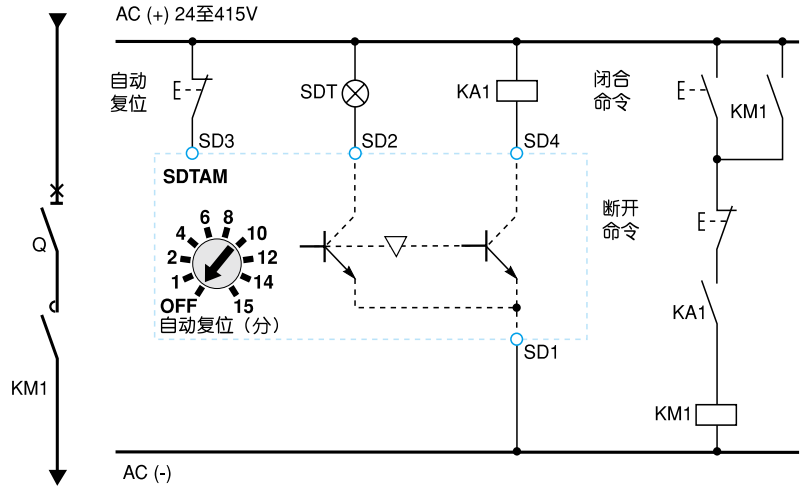 AC (+) 24至415V
自动
复位
SDT
KA1
闭合
命令
KM1
SD3
SD2
SD4
SDTAM
断开
命令
6 8
4 10
2 12
1 14
OFF 15
自动复位（分）
Q
KA1
SD1
KM1
KM1
AC (-)